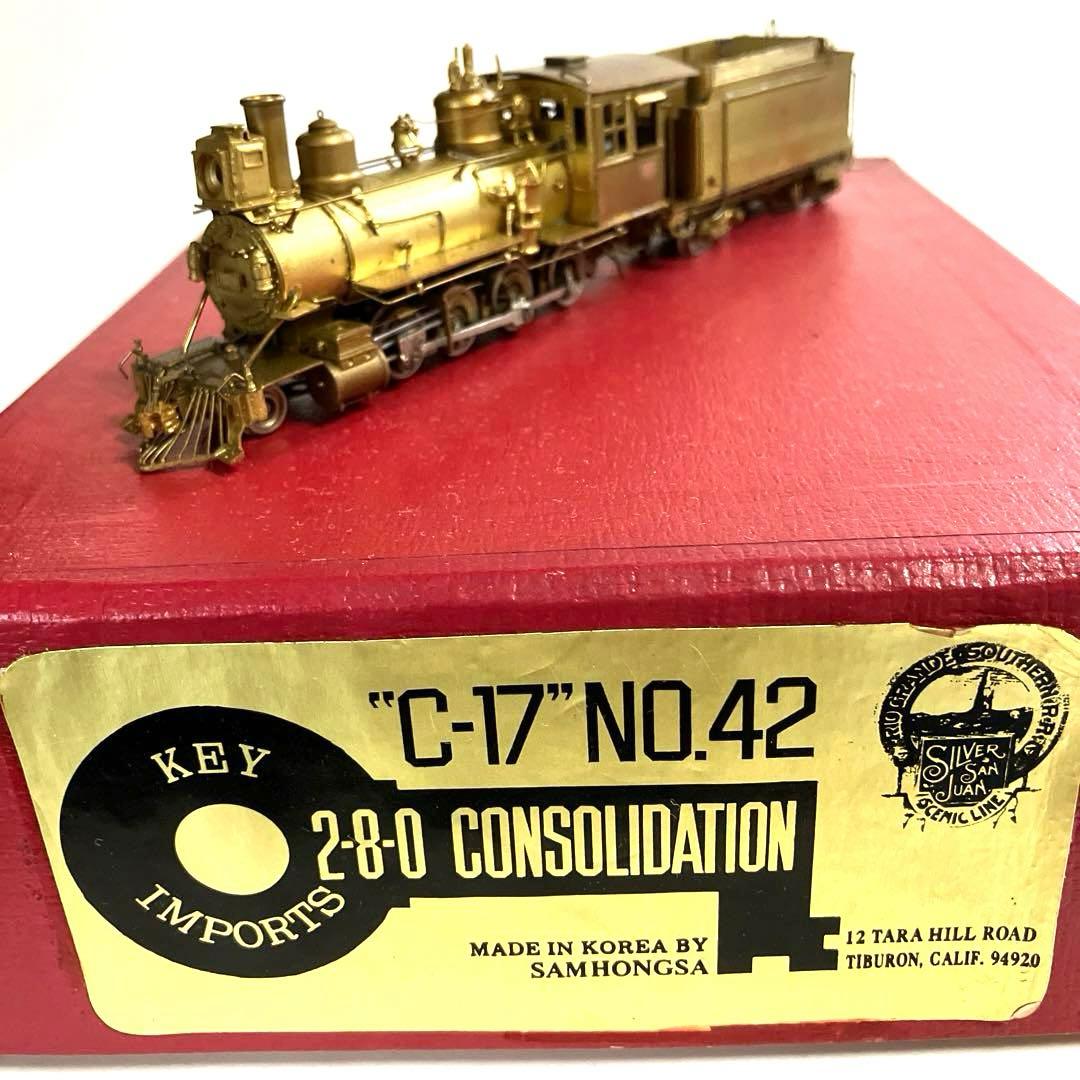 "C-17" NO.42
KEY
IMPORTS
2-8-0 CONSOLIDATION
RIO GRANDE SOUTHERN R.R.
SILVER
SAN
JUAN
SCENIC LINE
MADE IN KOREA BY
SAMHONGSA
12 TARA HILL ROAD
TIBURON, CALIF. 94920